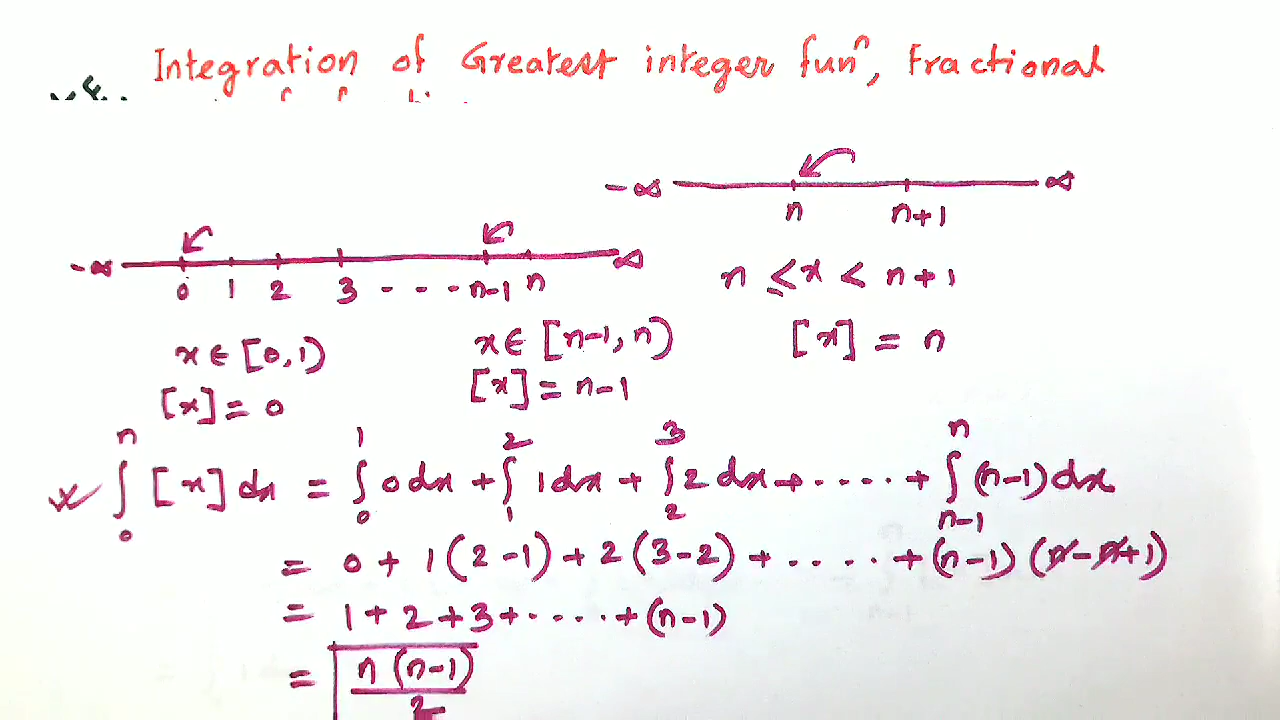 Integration of Greatest integer funⁿ, Fractional
-∞ n n+1 ∞
-∞ 0 1 2 3 - - - - n-1 n ∞
n ≤ x < n+1
x ∈ [0,1)
x ∈ [n-1, n)
[x] = n
[x] = 0
[x] = n-1
∫₀ⁿ [x] dx = ∫₀¹ 0 dx + ∫₁² 1 dx + ∫₂³ 2 dx + ..... + ∫ₙ₋₁ⁿ (n-1) dx
= 0 + 1(2-1) + 2(3-2) + ..... + (n-1) (n-n+1)
= 1 + 2 + 3 + ..... + (n-1)
= n(n-1)/2